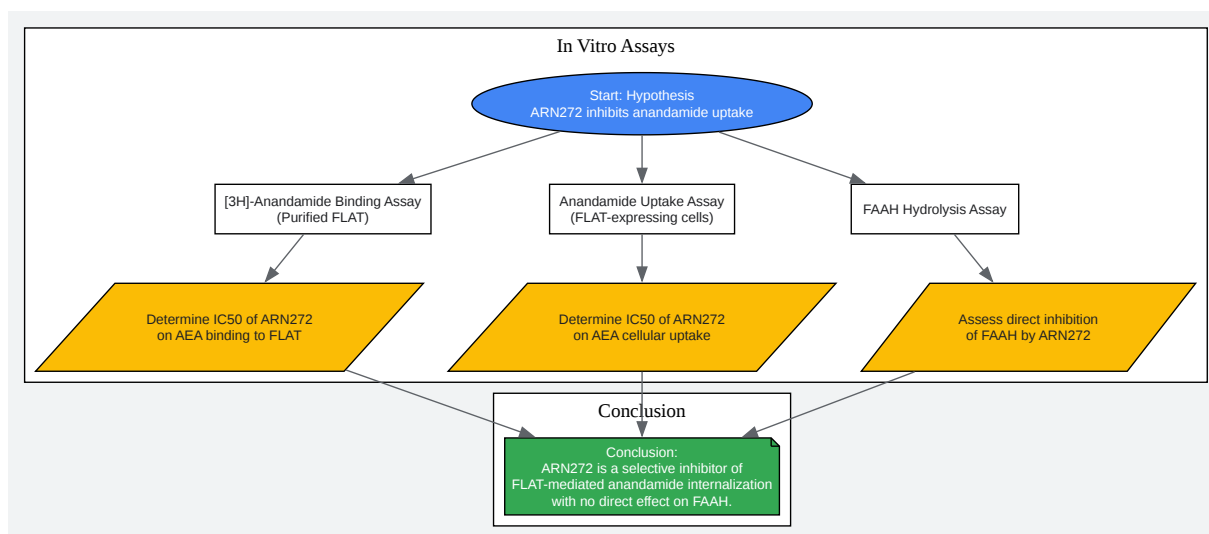 In Vitro Assays
Start: Hypothesis
ARN272 inhibits anandamide uptake
[3H]-Anandamide Binding Assay
(Purified FLAT)
Anandamide Uptake Assay
(FLAT-expressing cells)
FAAH Hydrolysis Assay
Determine IC50 of ARN272
on AEA binding to FLAT
Determine IC50 of ARN272
on AEA cellular uptake
Assess direct inhibition
of FAAH by ARN272
Conclusion
Conclusion:
ARN272 is a selective inhibitor of
FLAT-mediated anandamide internalization
with no direct effect on FAAH.